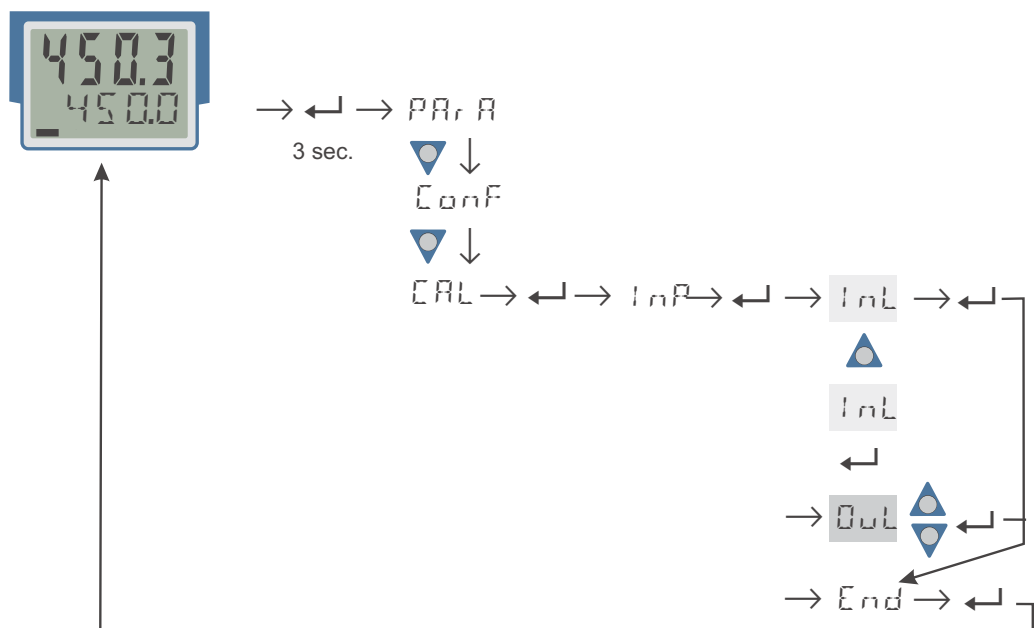 450.3
450.0
PArA
3 sec.
ConF
CAL InP InL
InL
OuL
End